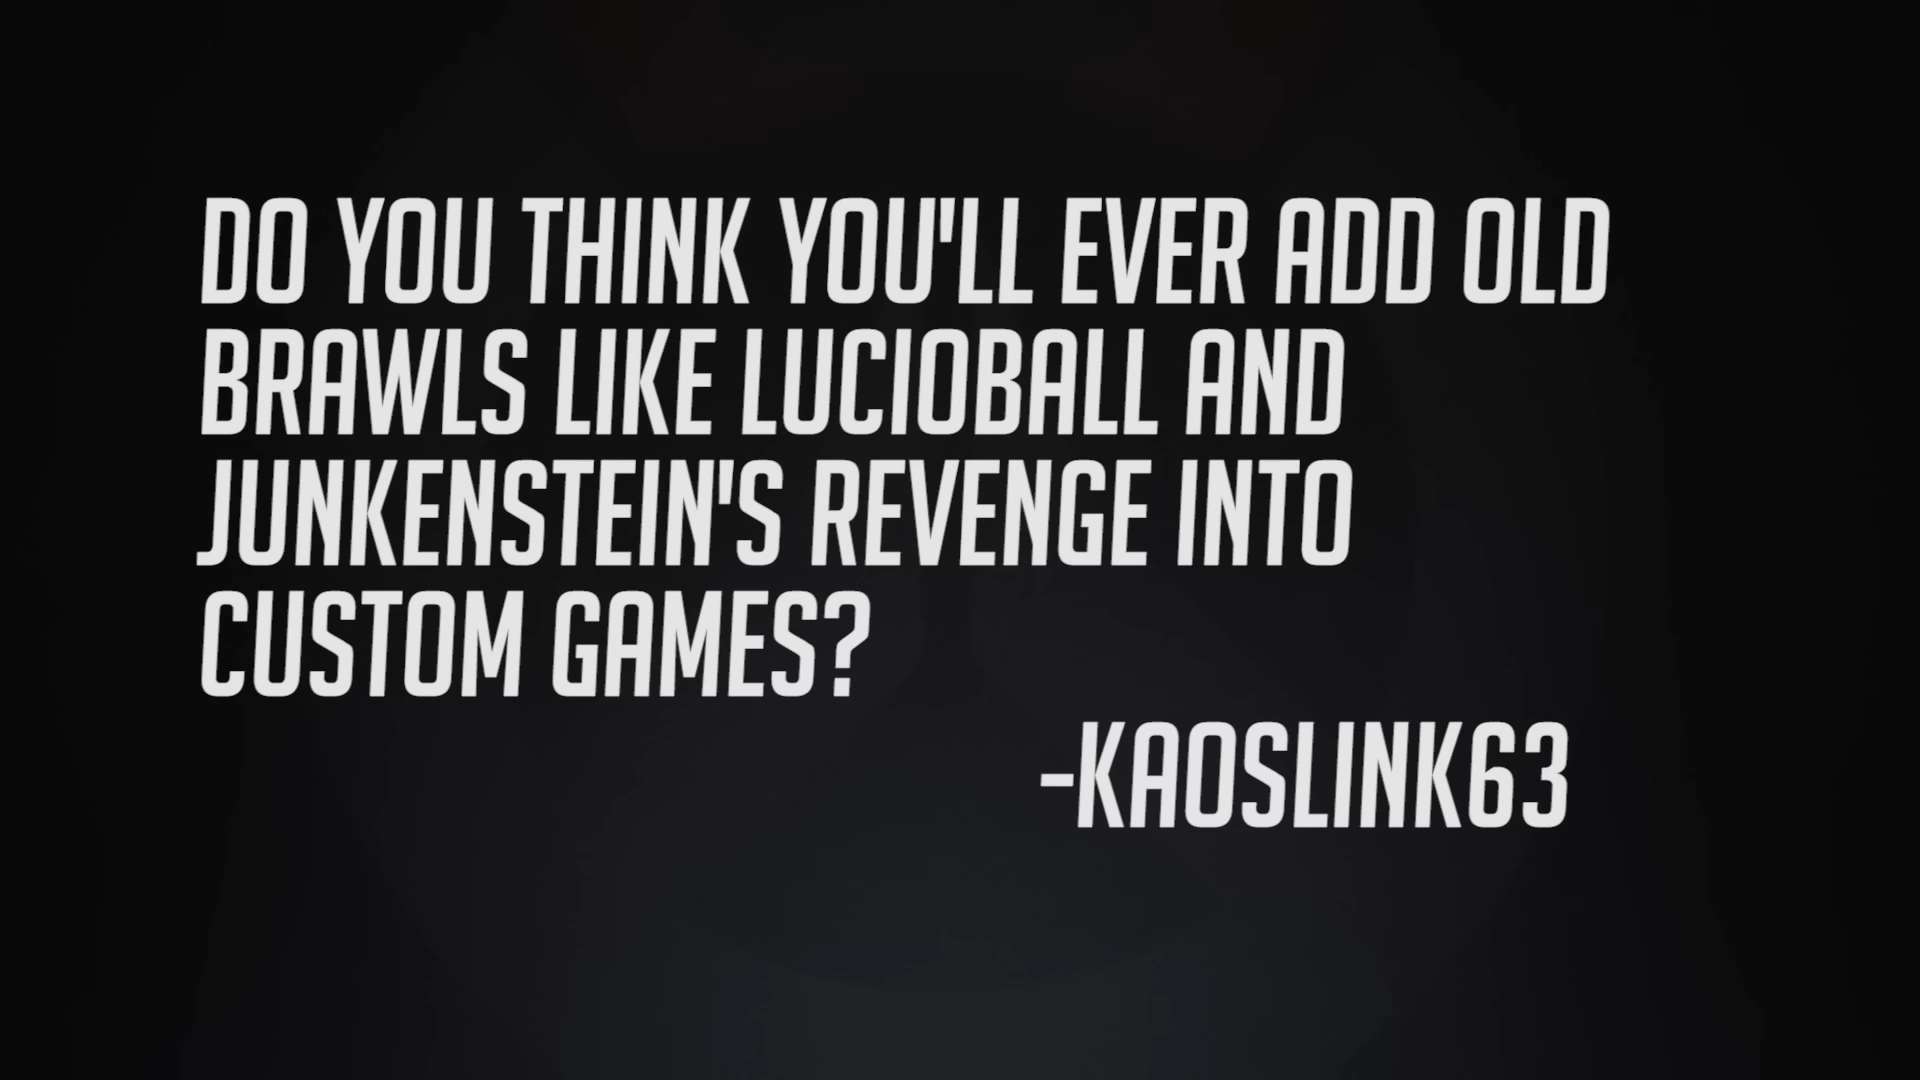 DO YOU THINK YOU'LL EVER ADD OLD
BRAWLS LIKE LUCIOBALL AND
JUNKENSTEIN'S REVENGE INTO
CUSTOM GAMES?
-KAOSLINK63